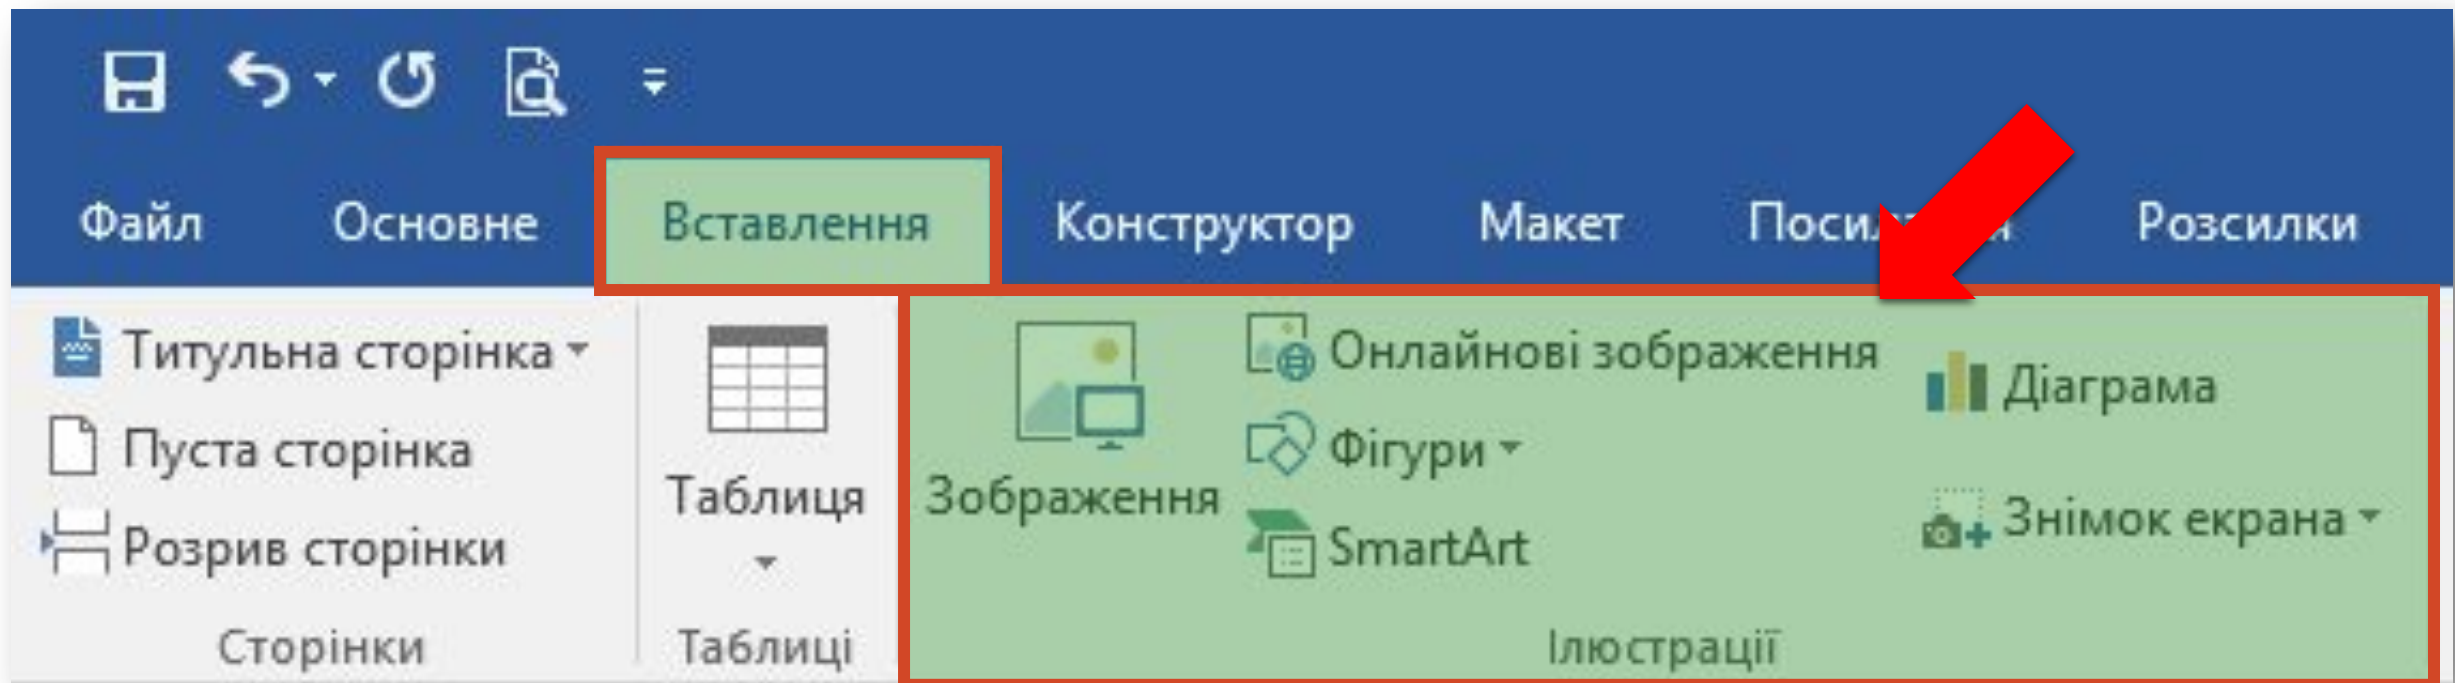 Файл Основне Вставлення Конструктор Макет Розсилки
Титульна сторінка
Пуста сторінка
Розрив сторінки
Сторінки
Таблиця
Таблиці
Зображення
Онлайнові зображення
Фігури
SmartArt
Діаграма
Знімок екрана
Ілюстрації